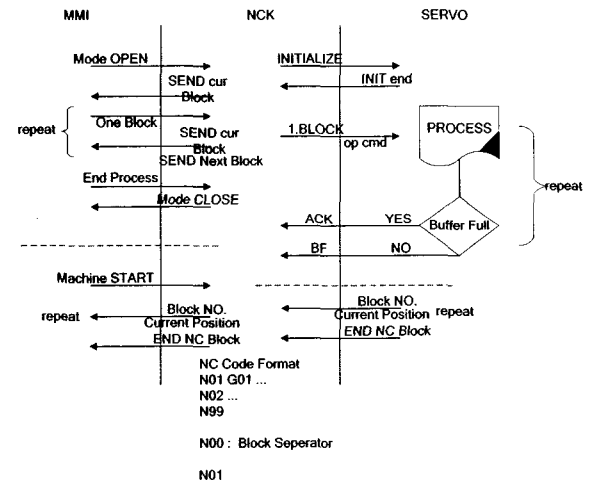 MMI NCK SERVO
Mode OPEN INITIALIZE
SEND cur INIT end
Block
One Block
repeat SEND cur 1.BLOCK PROCESS
Block op cmd
SEND Next Block
End Process repeat
Mode CLOSE
ACK YES Buffer Full
BF NO
Machine START
Block NO. Block NO.
repeat Current Position Current Position repeat
END NC Block END NC Block
NC Code Format
N01 G01 ...
N02 ...
N99
N00 : Block Seperator
N01